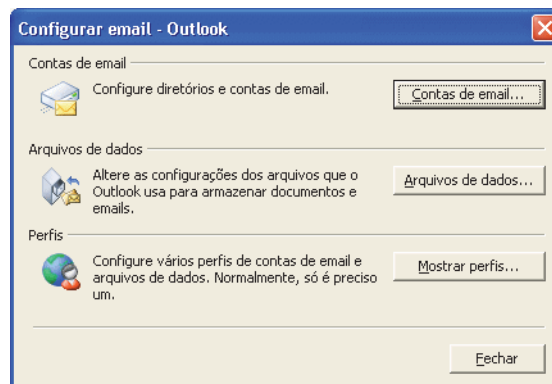 Configurar email - Outlook
Contas de email
Configure diretórios e contas de email.
Contas de email...
Arquivos de dados
Altere as configurações dos arquivos que o
Outlook usa para armazenar documentos e
emails.
Arquivos de dados...
Perfis
Configure vários perfis de contas de email e
arquivos de dados. Normalmente, só é preciso
um.
Mostrar perfis...
Fechar